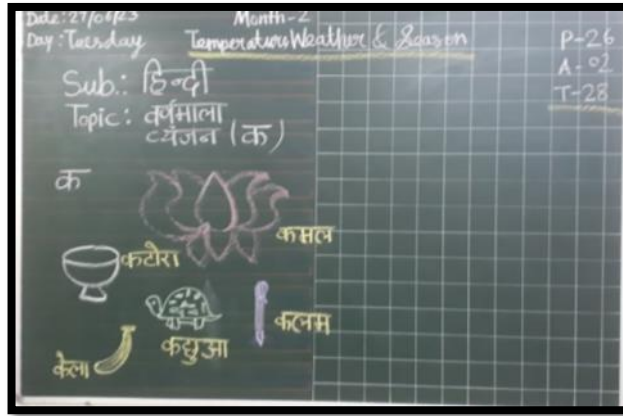 Date: 27/06/23
Month-2
Day: Tuesday
Temperature Weather & Season
P-26
A-02
T-28
Sub.: हिन्दी
Topic: वर्णमाला
व्यंजन (क)
क
कमल
कटोरा
कलम
कछुआ
केला